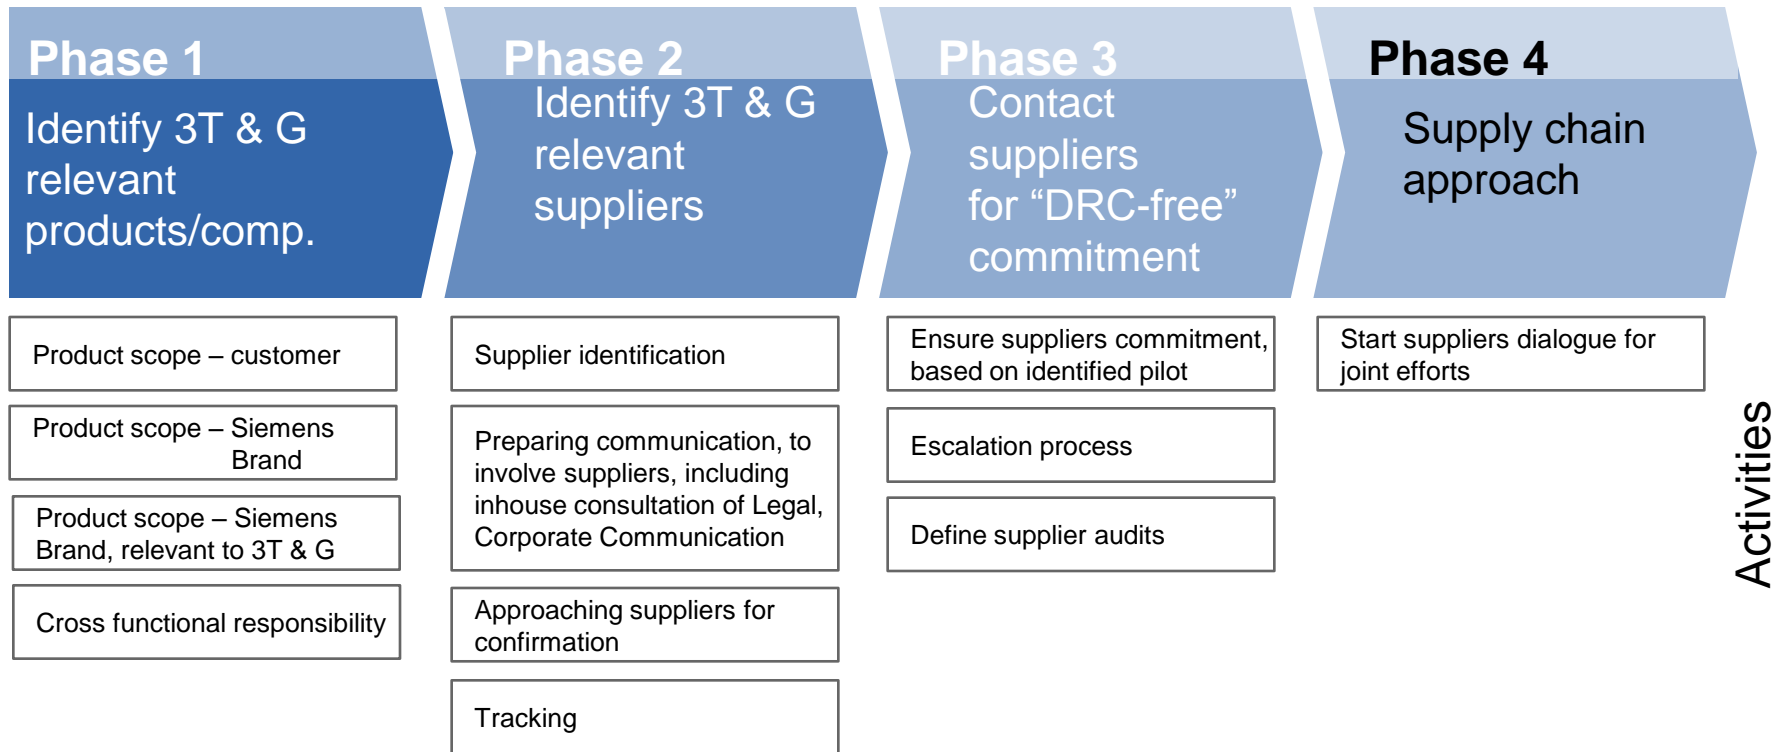 Phase 1
Identify 3T & G
relevant
products/comp.
Product scope – customer
Product scope – Siemens
Brand
Product scope – Siemens
Brand, relevant to 3T & G
Cross functional responsibility
Phase 2
Identify 3T & G
relevant
suppliers
Supplier identification
Preparing communication, to
involve suppliers, including
inhouse consultation of Legal,
Corporate Communication
Approaching suppliers for
confirmation
Tracking
Phase 3
Contact
suppliers
for “DRC-free”
commitment
Ensure suppliers commitment,
based on identified pilot
Escalation process
Define supplier audits
Phase 4
Supply chain
approach
Start suppliers dialogue for
joint efforts
Activities